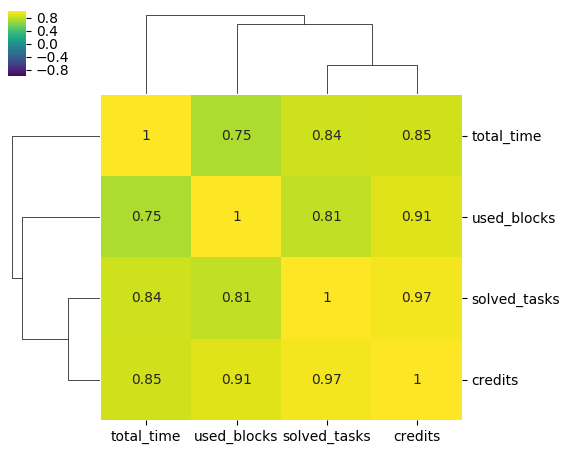 0.8
0.4
0.0
−0.4
−0.8
1 0.75 0.84 0.85 total_time
0.75 1 0.81 0.91 used_blocks
0.84 0.81 1 0.97 solved_tasks
0.85 0.91 0.97 1 credits
total_time used_blocks solved_tasks credits